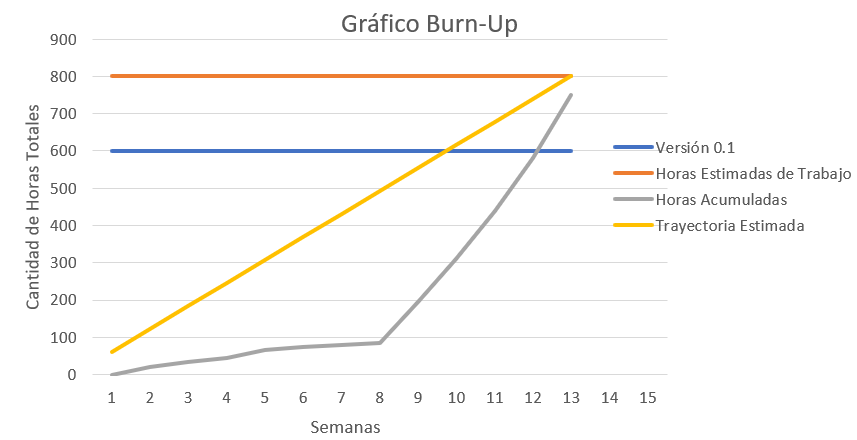 Gráfico Burn-Up
Cantidad de Horas Totales
900
800
700
600
500
400
300
200
100
0
1 2 3 4 5 6 7 8 9 10 11 12 13 14 15
Semanas
Versión 0.1
Horas Estimadas de Trabajo
Horas Acumuladas
Trayectoria Estimada